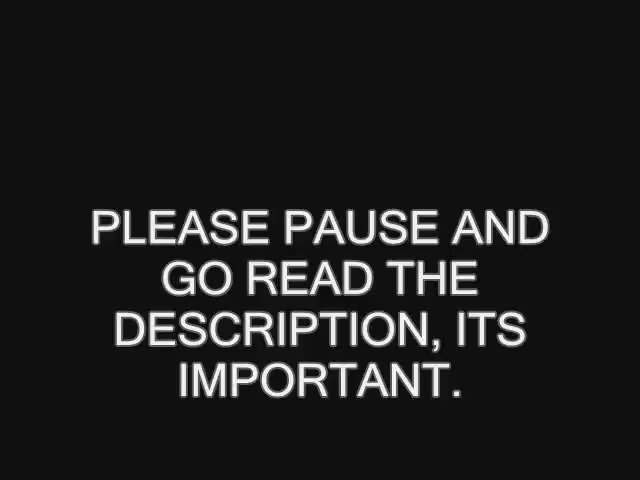 PLEASE PAUSE AND
GO READ THE
DESCRIPTION, ITS
IMPORTANT.